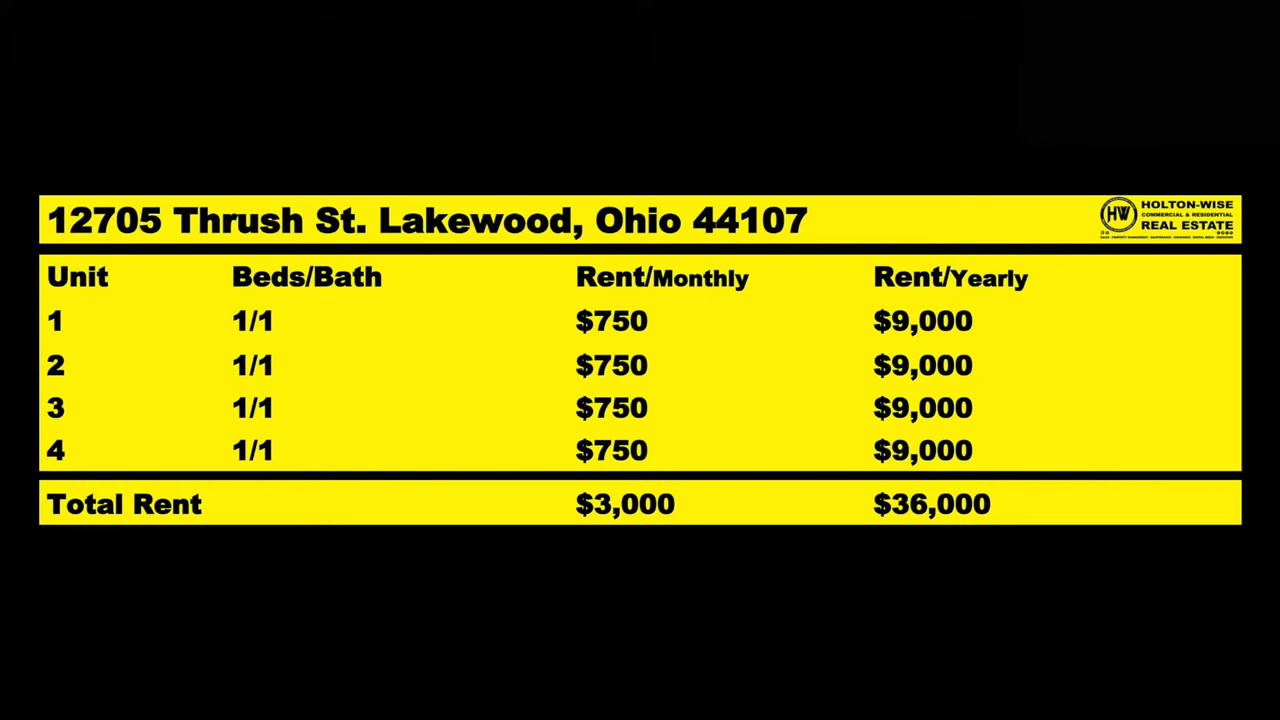 12705 Thrush St. Lakewood, Ohio 44107
HW
HOLTON-WISE
COMMERCIAL & RESIDENTIAL
REAL ESTATE
Unit Beds/Bath Rent/Monthly Rent/Yearly
1 1/1 $750 $9,000
2 1/1 $750 $9,000
3 1/1 $750 $9,000
4 1/1 $750 $9,000
Total Rent $3,000 $36,000